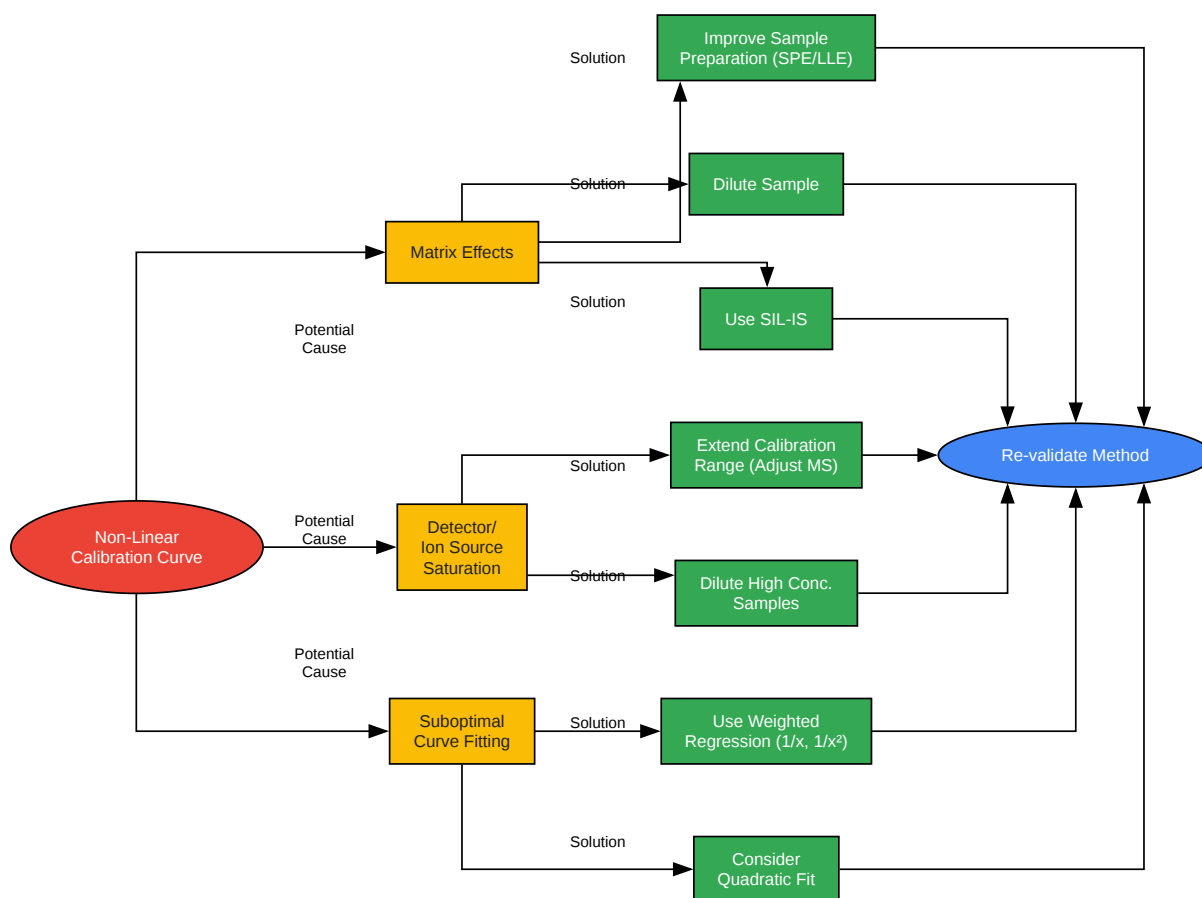 Improve Sample
Preparation (SPE/LLE)
Solution
Solution
Dilute Sample
Matrix Effects
Solution
Use SIL-IS
Potential
Cause
Extend Calibration
Range (Adjust MS)
Solution
Re-validate Method
Non-Linear
Calibration Curve
Potential
Cause
Detector/
Ion Source
Saturation
Solution
Dilute High Conc.
Samples
Potential
Cause
Suboptimal
Curve Fitting
Solution
Use Weighted
Regression (1/x, 1/x²)
Solution
Consider
Quadratic Fit